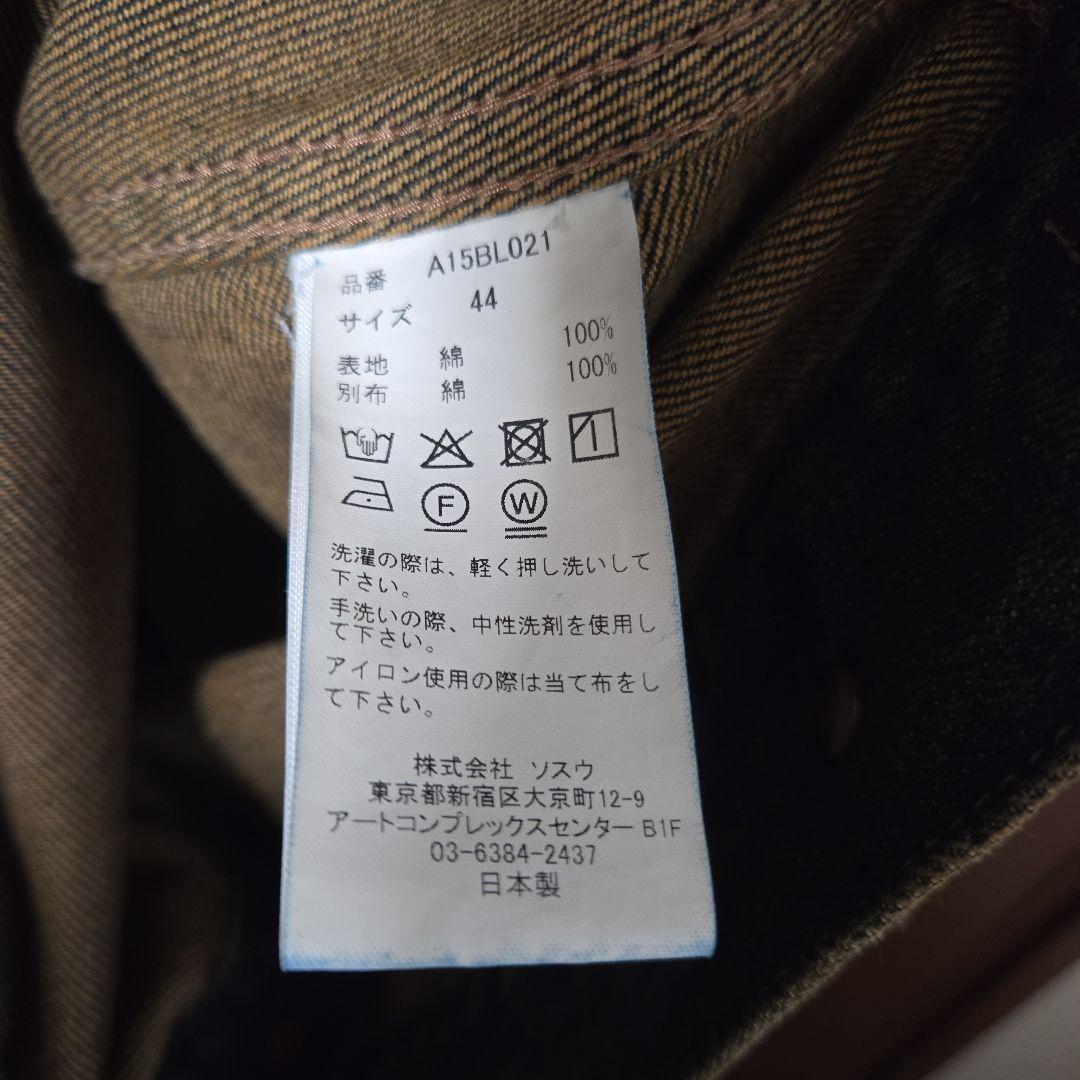 品番 A15BL021
サイズ 44
表地 綿 100%
別布 綿 100%
F W
洗濯の際は、軽く押し洗いして
下さい。
手洗いの際、中性洗剤を使用し
て下さい。
アイロン使用の際は当て布をし
て下さい。
株式会社 ソスウ
東京都新宿区大京町12-9
アートコンプレックスセンター B1F
03-6384-2437
日本製